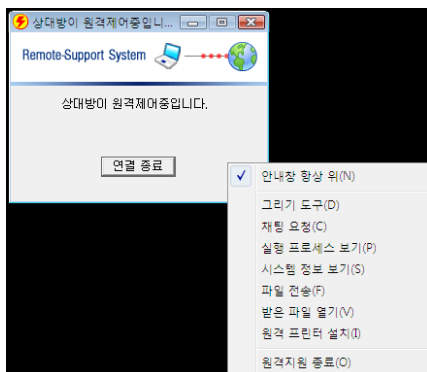 상대방이 원격제어중입니...
Remote-Support System
상대방이 원격제어중입니다.
연결 종료
안내창 항상 위(N)
그리기 도구(D)
채팅 요청(C)
실행 프로세스 보기(P)
시스템 정보 보기(S)
파일 전송(F)
받은 파일 열기(V)
원격 프린터 설치(I)
원격지원 종료(O)